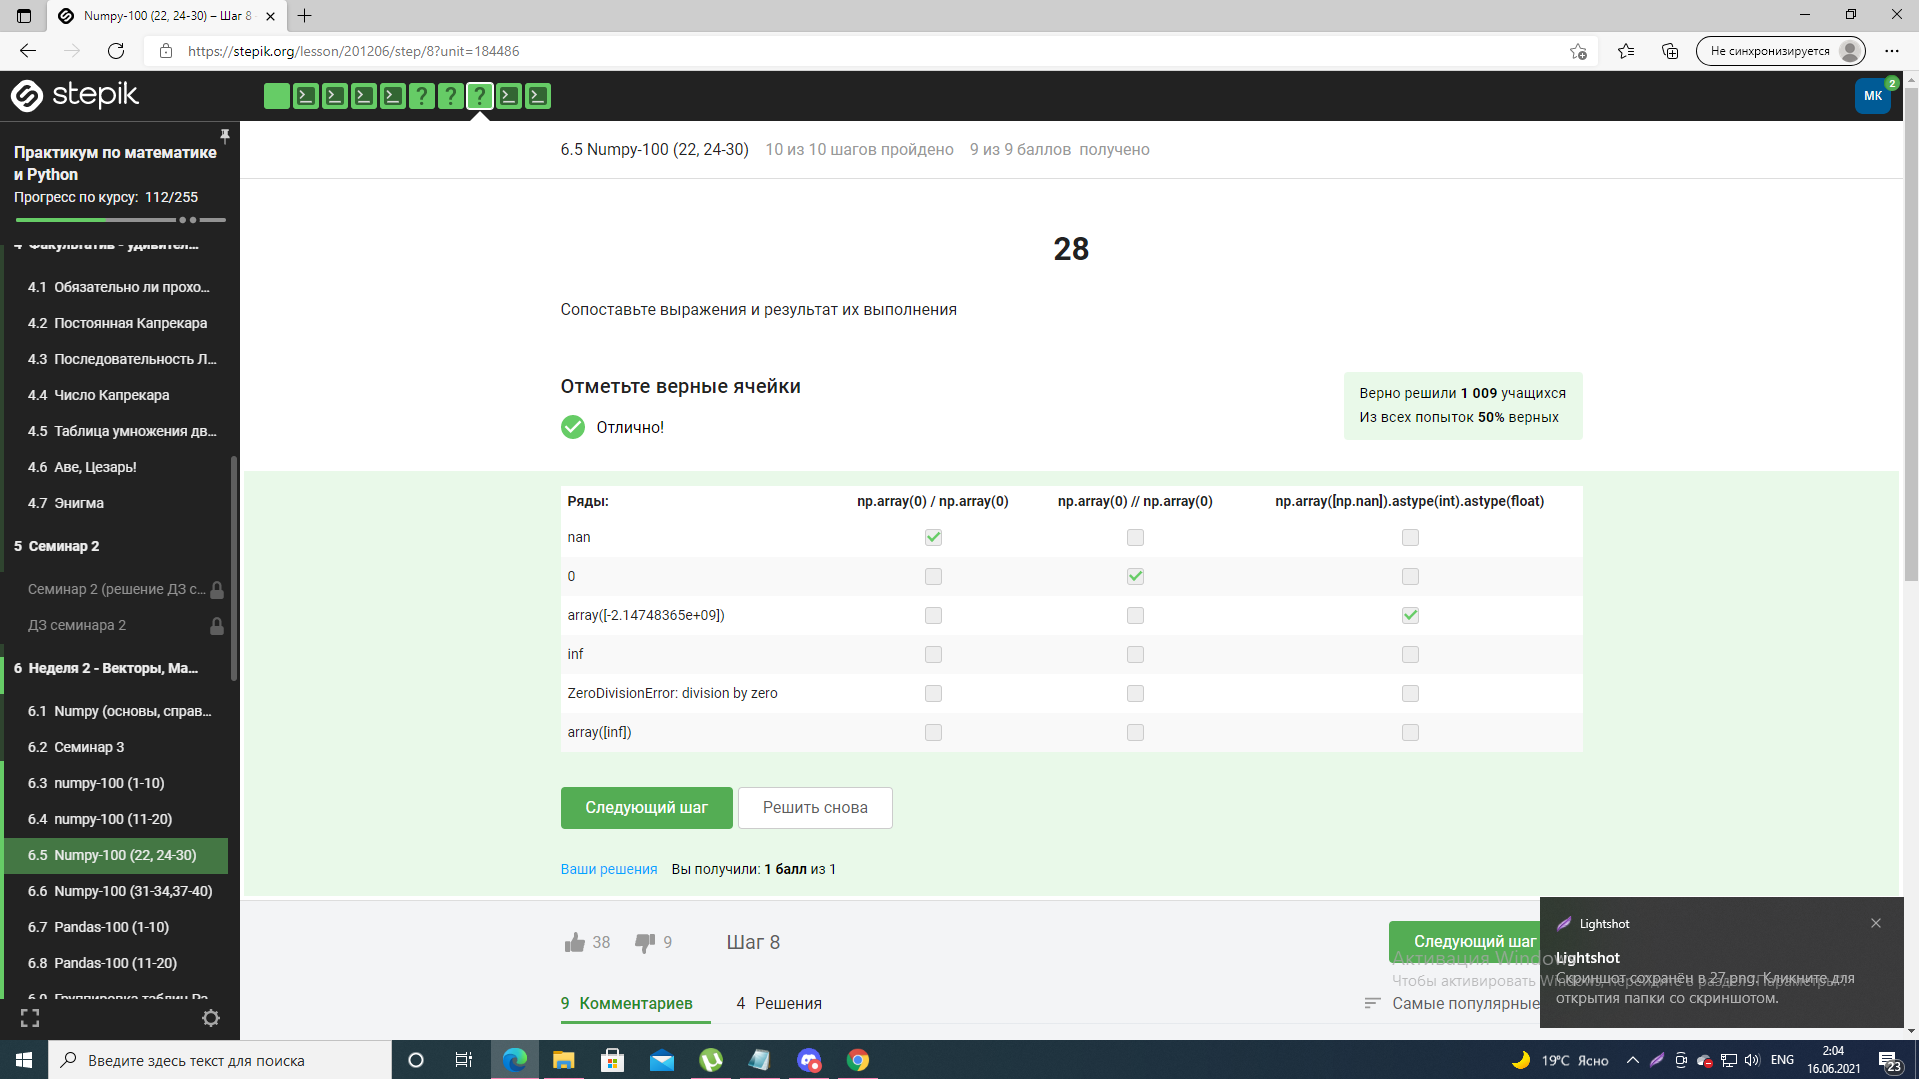 Numpy-100 (22, 24-30) – Шаг 8
https://stepik.org/lesson/201206/step/8?unit=184486
Не синхронизируется
stepik
МК
2
Практикум по математике
и Python
Прогресс по курсу: 112/255
4 Факультатив - удивител...
4.1 Обязательно ли прохо...
4.2 Постоянная Капрекара
4.3 Последовательность Л...
4.4 Число Капрекара
4.5 Таблица умножения дв...
4.6 Аве, Цезарь!
4.7 Энигма
5 Семинар 2
Семинар 2 (решение ДЗ с...
ДЗ семинара 2
6 Неделя 2 - Векторы, Ма...
6.1 Numpy (основы, справ...
6.2 Семинар 3
6.3 numpy-100 (1-10)
6.4 numpy-100 (11-20)
6.5 Numpy-100 (22, 24-30)
6.6 Numpy-100 (31-34,37-40)
6.7 Pandas-100 (1-10)
6.8 Pandas-100 (11-20)
6.5 Numpy-100 (22, 24-30) 10 из 10 шагов пройдено 9 из 9 баллов получено
28
Сопоставьте выражения и результат их выполнения
Отметьте верные ячейки
Отлично!
Верно решили 1 009 учащихся
Из всех попыток 50% верных
Ряды: np.array(0) / np.array(0) np.array(0) // np.array(0) np.array([np.nan]).astype(int).astype(float)
nan
0
array([-2.14748365e+09])
inf
ZeroDivisionError: division by zero
array([inf])
Следующий шаг Решить снова
Ваши решения Вы получили: 1 балл из 1
38 9 Шаг 8
Следующий шаг
9 Комментариев 4 Решения
Самые популярные
Активация Windows
Чтобы активировать Windows, перейдите в раздел "Параметры".
Lightshot
Lightshot
Скриншот сохранён в 27.png. Кликните для
открытия папки со скриншотом.
Введите здесь текст для поиска
19°C Ясно
ENG
2:04
16.06.2021
23